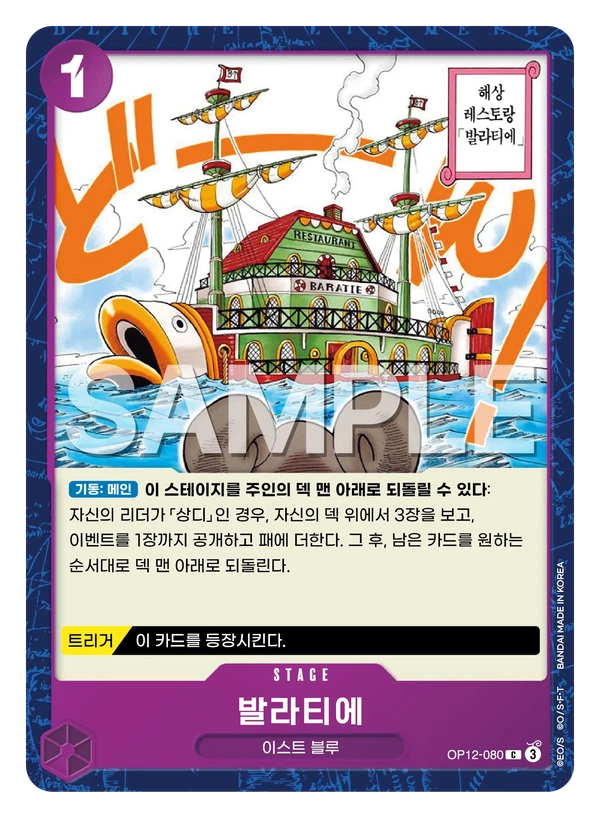 1
해상
레스토랑
「발라티에」
どーん!
RESTAURANT
BARATIE
SAMPLE
기동: 메인 이 스테이지를 주인의 덱 맨 아래로 되돌릴 수 있다:
자신의 리더가 「상디」인 경우, 자신의 덱 위에서 3장을 보고,
이벤트를 1장까지 공개하고 패에 더한다. 그 후, 남은 카드를 원하는
순서대로 덱 맨 아래로 되돌린다.
트리거 이 카드를 등장시킨다.
STAGE
발라티에
이스트 블루
OP12-080 C 3
©EO/S ©O/S·F·T BANDAI MADE IN KOREA